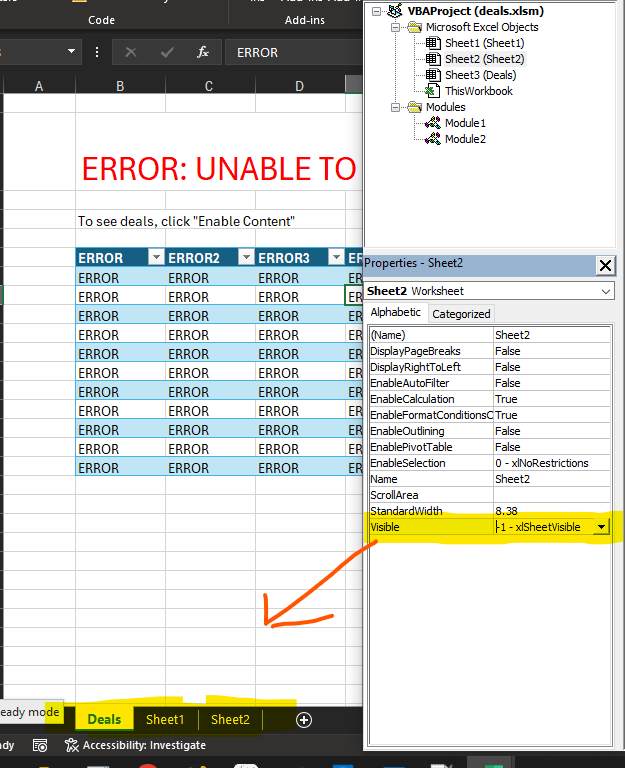 Code
Add-ins
ERROR
A B C D
ERROR: UNABLE TO
To see deals, click "Enable Content"
ERROR ERROR2 ERROR3 ER
ERROR ERROR ERROR ER
ERROR ERROR ERROR ER
ERROR ERROR ERROR ER
ERROR ERROR ERROR ER
ERROR ERROR ERROR ER
ERROR ERROR ERROR ER
ERROR ERROR ERROR ER
ERROR ERROR ERROR ER
ERROR ERROR ERROR ER
ERROR ERROR ERROR ER
ERROR ERROR ERROR ER
eady mode
Deals Sheet1 Sheet2
dy Accessibility: Investigate
VBAProject (deals.xlsm)
Microsoft Excel Objects
Sheet1 (Sheet1)
Sheet2 (Sheet2)
Sheet3 (Deals)
ThisWorkbook
Modules
Module1
Module2
Properties - Sheet2
Sheet2 Worksheet
Alphabetic Categorized
(Name) Sheet2
DisplayPageBreaks False
DisplayRightToLeft False
EnableAutoFilter False
EnableCalculation True
EnableFormatConditionsC True
EnableOutlining False
EnablePivotTable False
EnableSelection 0 - xlNoRestrictions
Name Sheet2
ScrollArea
StandardWidth 8.38
Visible -1 - xlSheetVisible